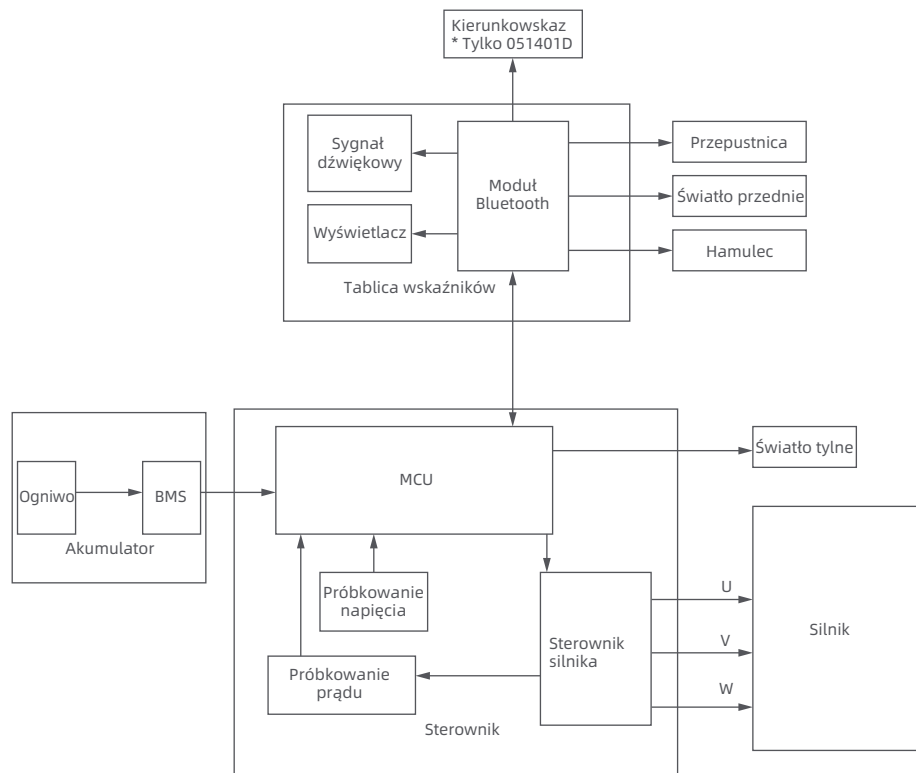 Kierunkowskaz
* Tylko 051401D
Sygnał
dźwiękowy
Moduł
Bluetooth
Przepustnica
Światło przednie
Wyświetlacz
Hamulec
Tablica wskaźników
MCU
Światło tylne
Ogniwo
BMS
Akumulator
Próbkowanie
napięcia
U
Sterownik
silnika
V
Silnik
Próbkowanie
prądu
W
Sterownik